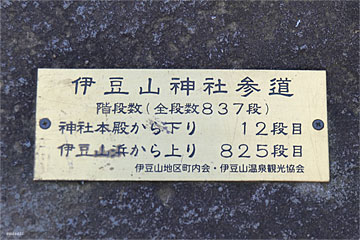 伊豆山神社参道
階段数（全段数837段）
神社本殿から下り 12段目
伊豆山浜から上り 825段目
伊豆山地区町内会・伊豆山温泉観光協会